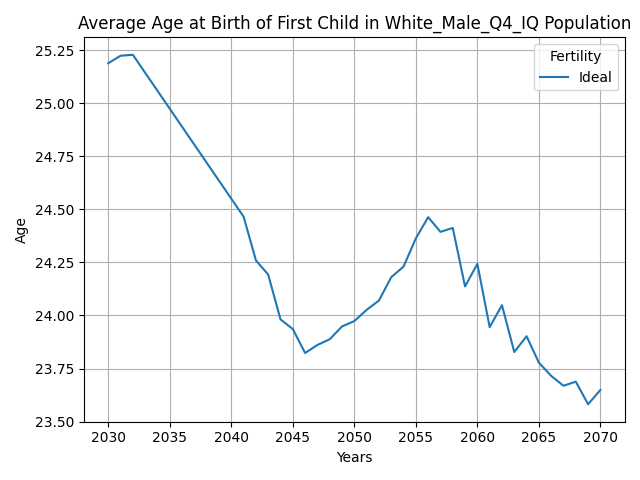 Average Age at Birth of First Child in White_Male_Q4_IQ Population
Fertility
Ideal
25.25
25.00
24.75
24.50
24.25
24.00
23.75
23.50
Age
2030 2035 2040 2045 2050 2055 2060 2065 2070
Years